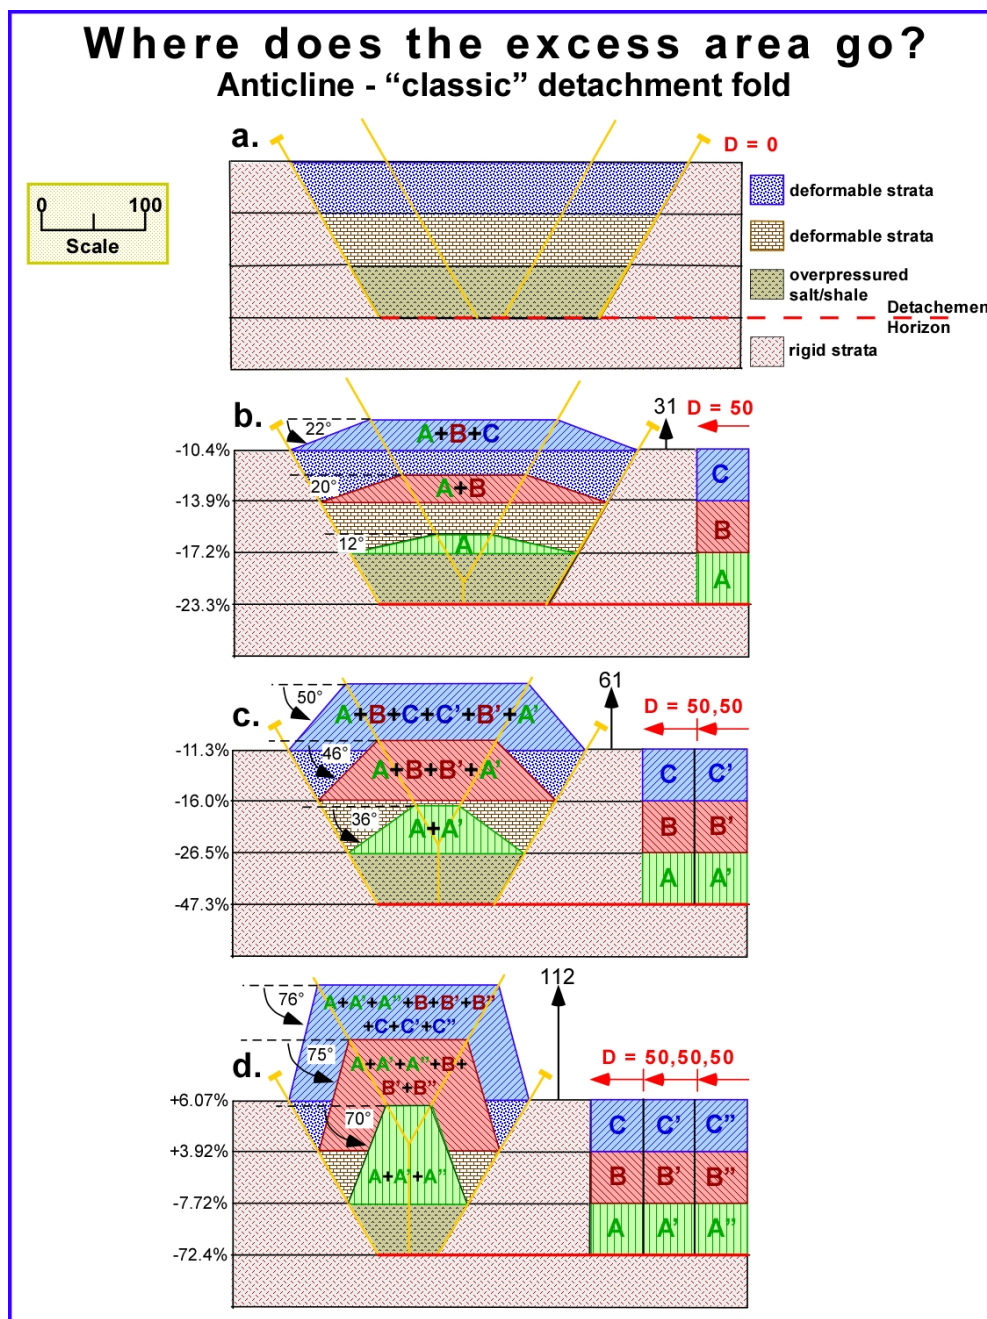 Where does the excess area go?
Anticline - “classic” detachment fold
a.
D = 0
0 100
Scale
deformable strata
deformable strata
overpressured
salt/shale
Detachemen
Horizon
rigid strata
b.
22°
A+B+C
31
D = 50
-10.4%
C
20°
A+B
-13.9%
B
12°
A
-17.2%
A
-23.3%
c.
50°
A+B+C+C’+B’+A’
61
D = 50,50
-11.3%
46°
A+B+B’+A’
C C’
-16.0%
36°
A+A’
B B’
-26.5%
A A’
-47.3%
d.
76°
A+A’+A”+B+B’+B”
+C+C’+C”
112
75°
A+A’+A”+B+
B’+B”
D = 50,50,50
+6.07%
70°
C C’ C”
+3.92%
A+A’+A”
B B’ B”
-7.72%
A A’ A”
-72.4%